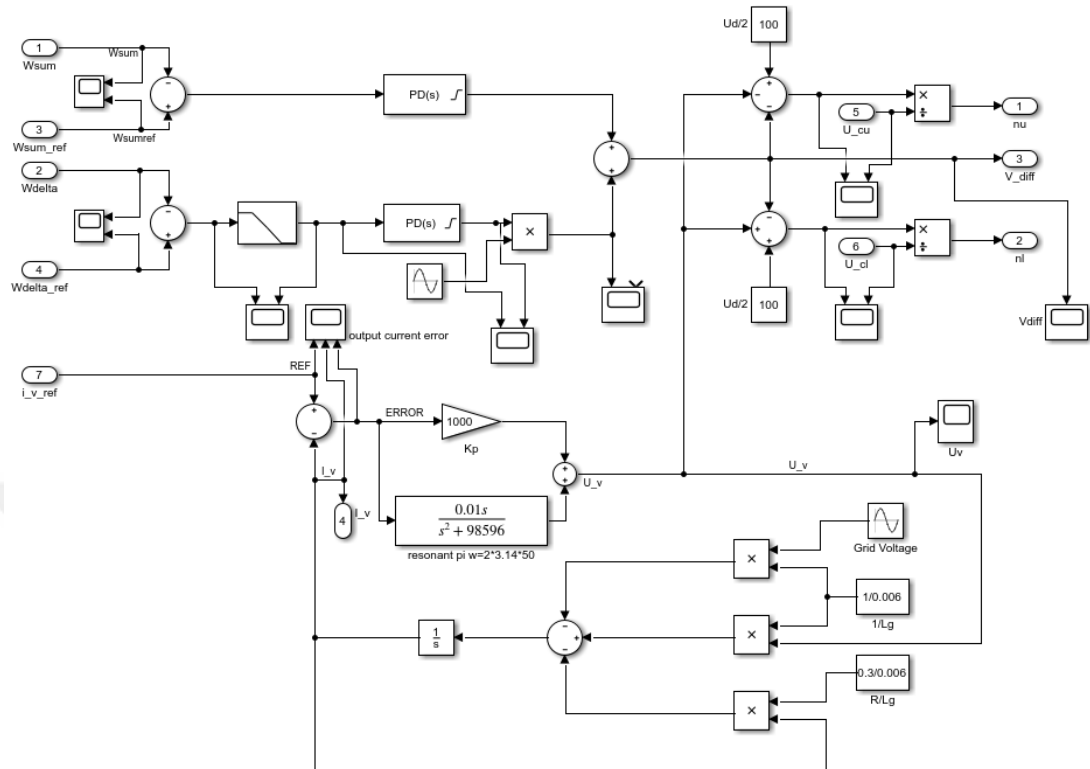 Ud/2
100
1
Wsum
Wsum
-
+
3
Wsum_ref
Wsumref
PD(s)
+
+
+
-
-
5
U_cu
×
÷
1
nu
3
V_diff
2
Wdelta
-
+
4
Wdelta_ref
PD(s)
×
-
+
+
6
U_cl
×
÷
2
nl
Ud/2
100
Vdiff
output current error
REF
7
i_v_ref
+
-
ERROR
1000
Kp
I_v
4
I_v
+
+
U_v
U_v
Uv
0.01s
s² + 98596
resonant pi w=2*3.14*50
Grid Voltage
×
1/0.006
1/Lg
×
-
+
-
1
s
0.3/0.006
R/Lg
×